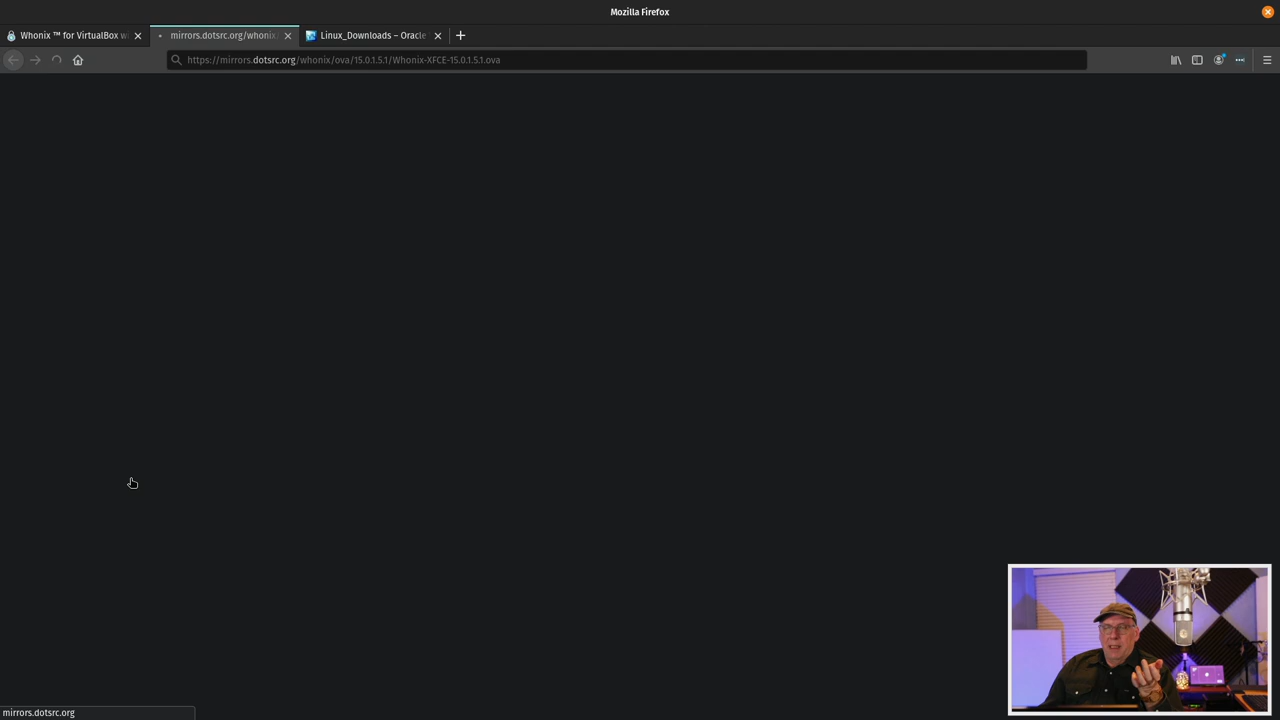 Mozilla Firefox
Whonix ™ for VirtualBox w
mirrors.dotsrc.org/whonix
Linux_Downloads – Oracle
https://mirrors.dotsrc.org/whonix/ova/15.0.1.5.1/Whonix-XFCE-15.0.1.5.1.ova
mirrors.dotsrc.org